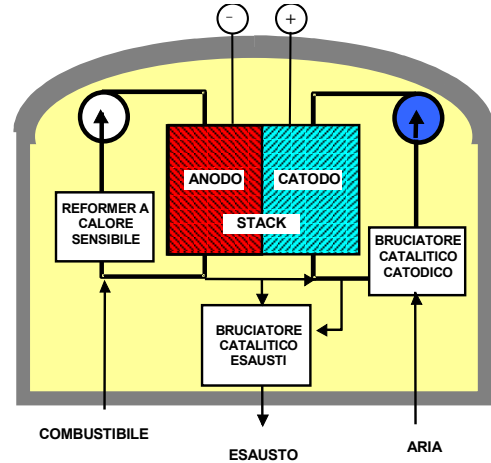 −
+
ANODO
CATODO
STACK
REFORMER A
CALORE
SENSIBILE
BRUCIATORE
CATALITICO
CATODICO
BRUCIATORE
CATALITICO
ESAUSTI
COMBUSTIBILE
ESAUSTO
ARIA